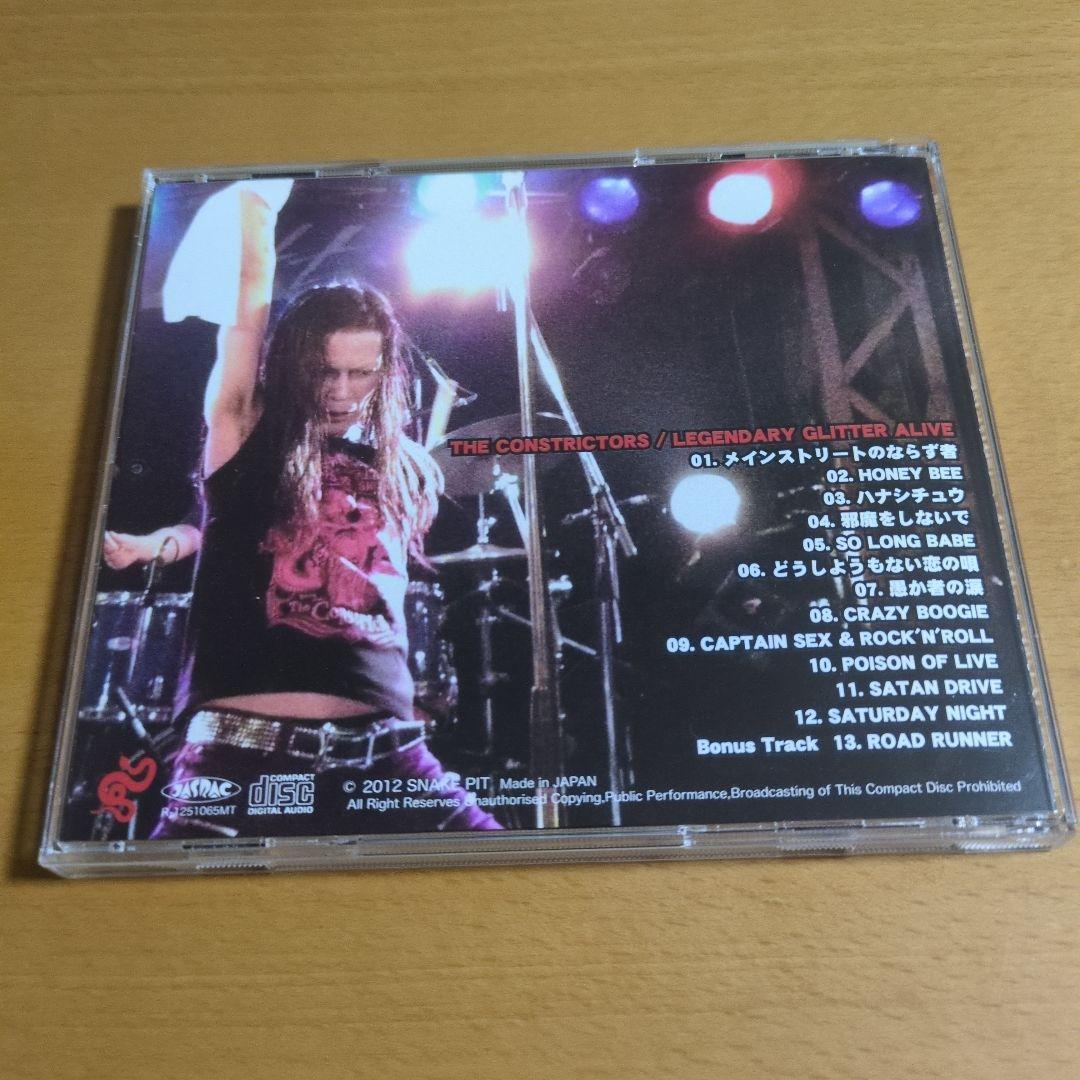 THE CONSTRICTORS / LEGENDARY GLITTER ALIVE
01. メインストリートのならず者
02. HONEY BEE
03. ハナシチュウ
04. 邪魔をしないで
05. SO LONG BABE
06. どうしようもない恋の唄
07. 愚か者の涙
08. CRAZY BOOGIE
09. CAPTAIN SEX & ROCK'N'ROLL
10. POISON OF LIVE
11. SATAN DRIVE
12. SATURDAY NIGHT
Bonus Track 13. ROAD RUNNER
JASRAC
R-1251065MT
COMPACT
disc
DIGITAL AUDIO
© 2012 SNAKE PIT Made in JAPAN
All Right Reserves Unauthorised Copying,Public Performance,Broadcasting of This Compact Disc Prohibited